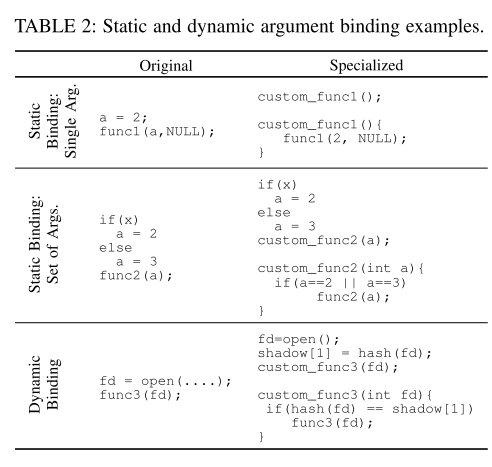 TABLE 2: Static and dynamic argument binding examples.
Original
Specialized
Static
Binding:
Single Arg.
a = 2;
func1(a,NULL);
custom_func1();
custom_func1(){
func1(2, NULL);
}
Static Binding:
Set of Args.
if(x)
a = 2
else
a = 3
func2(a);
if(x)
a = 2
else
a = 3
custom_func2(a);
custom_func2(int a){
if(a==2 || a==3)
func2(a);
}
Dynamic
Binding
fd = open(....);
func3(fd);
fd=open();
shadow[1] = hash(fd);
custom_func3(fd);
custom_func3(int fd){
if(hash(fd) == shadow[1])
func3(fd);
}